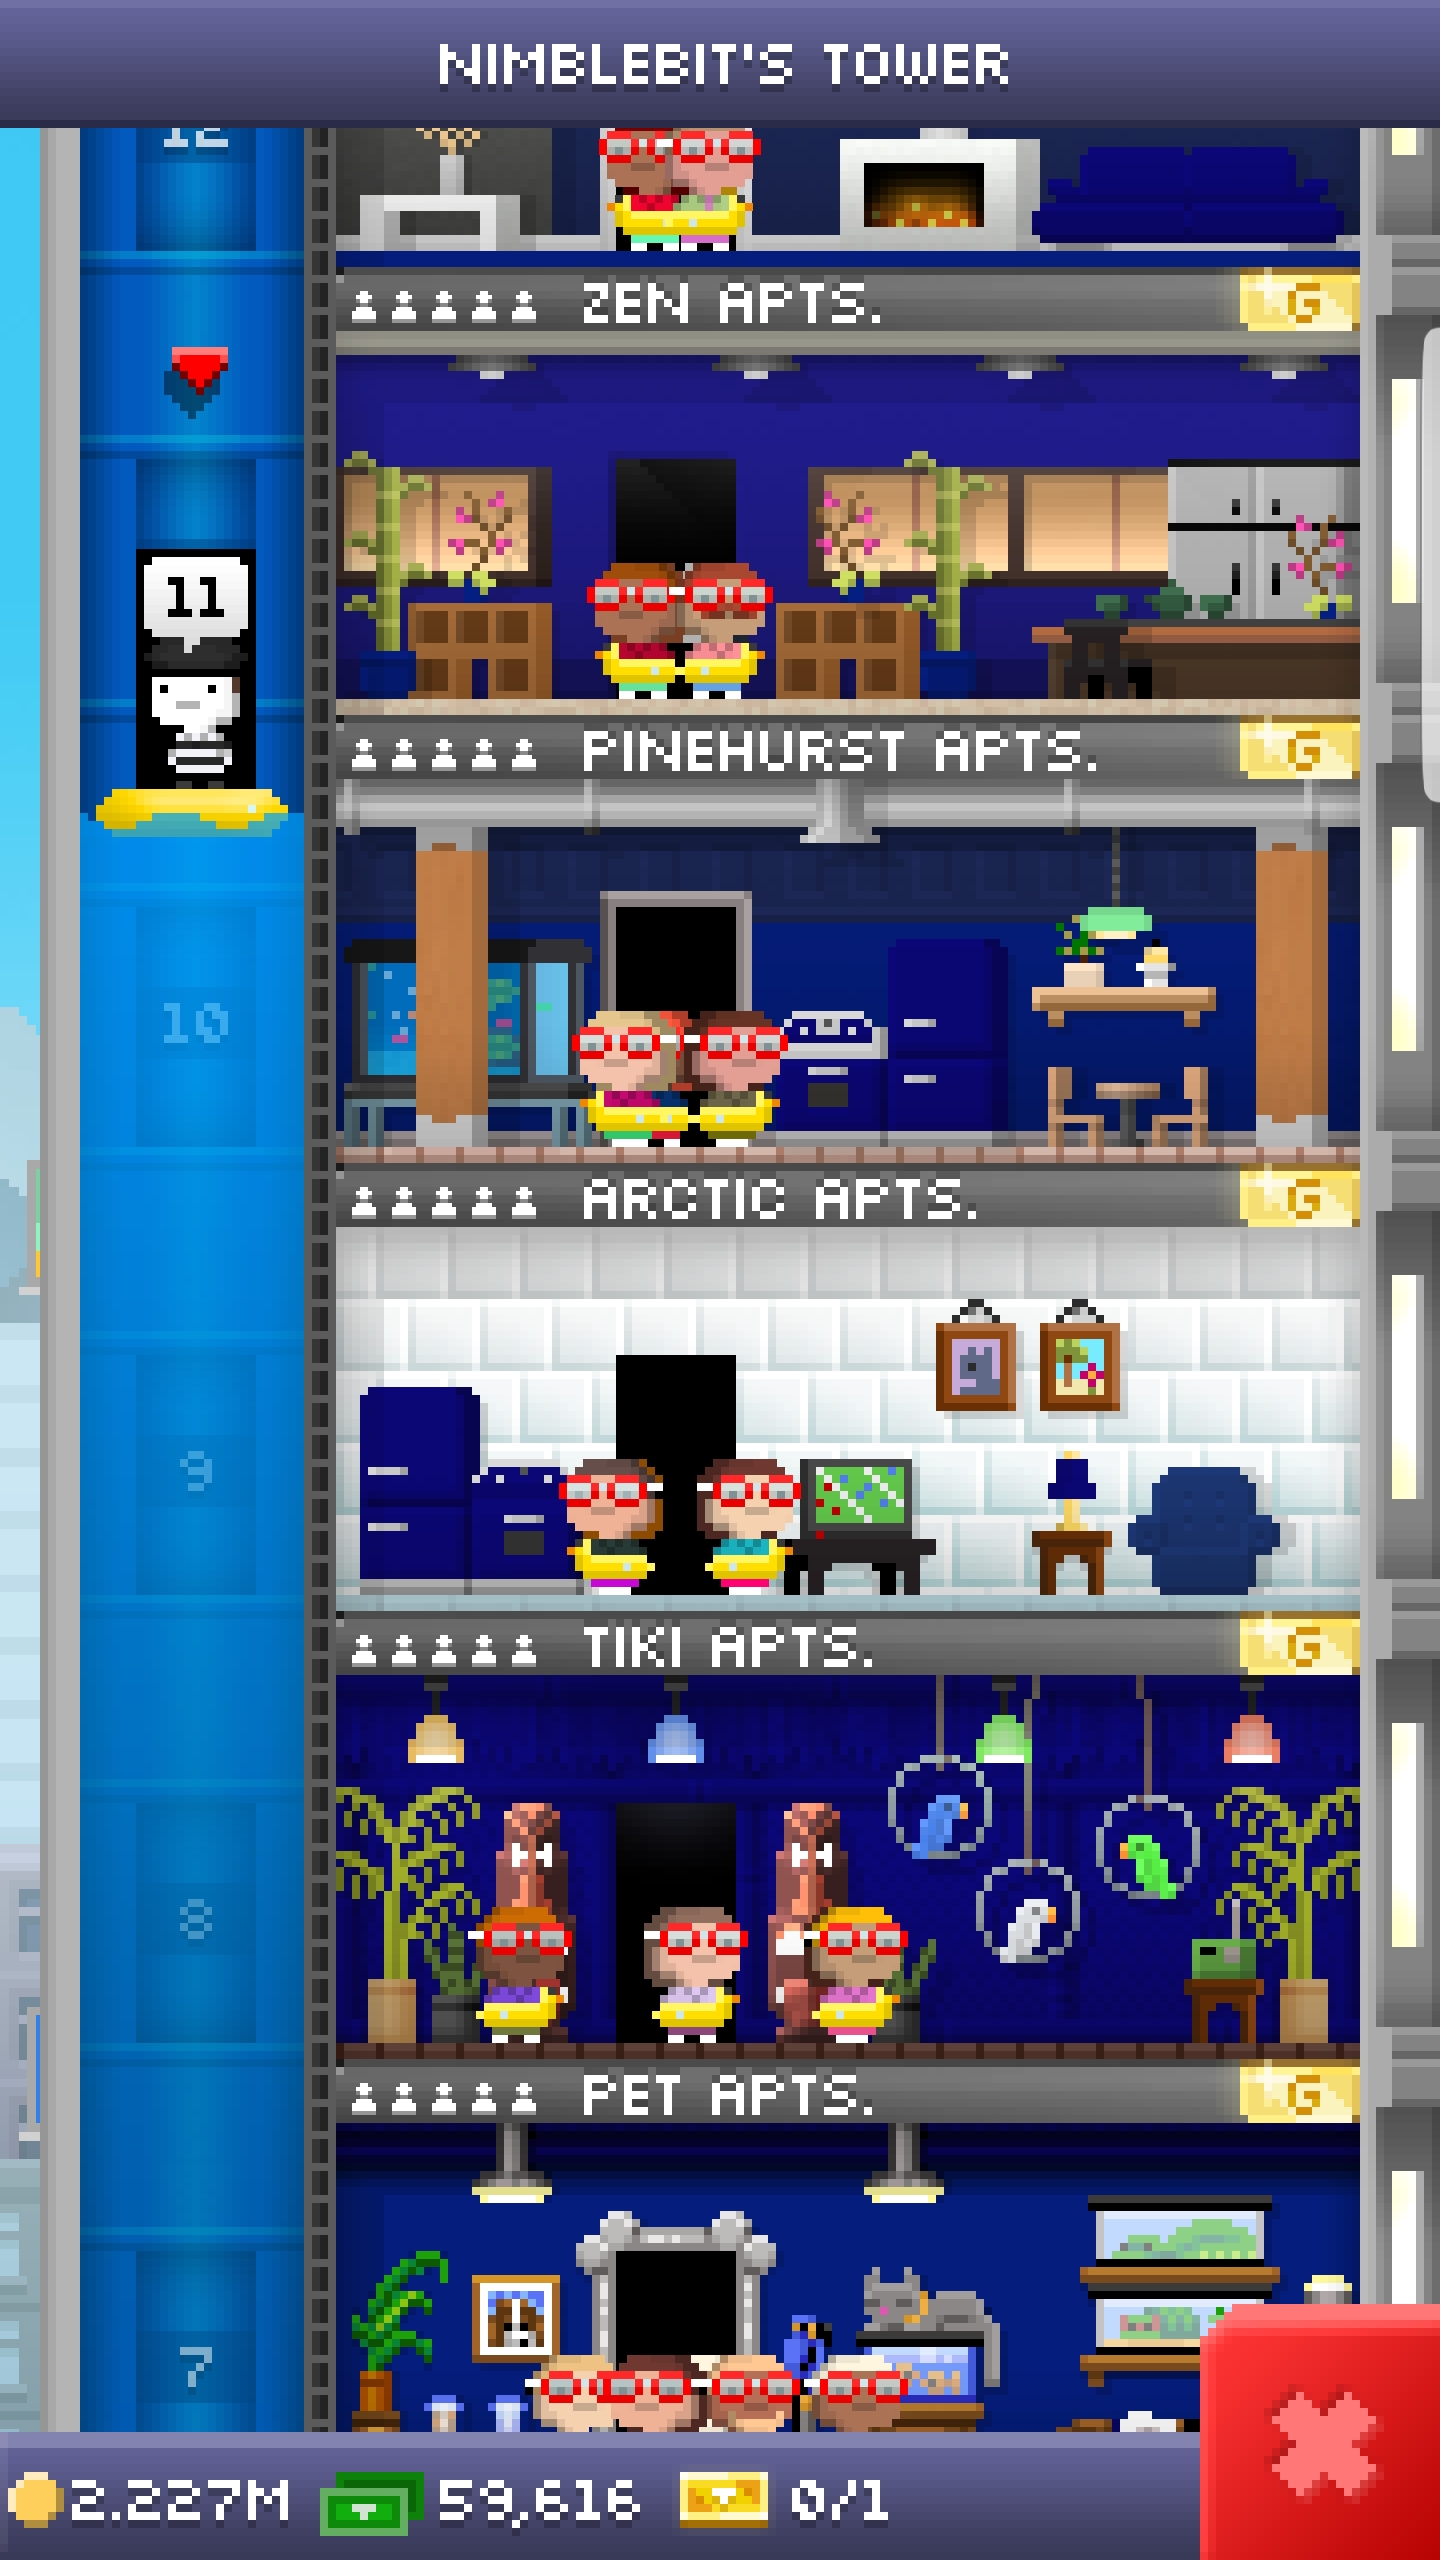 NIMBLEBIT'S TOWER
12
ZEN APTS. G
11
PINEHURST APTS. G
10
ARCTIC APTS. G
9
TIKI APTS. G
8
PET APTS. G
7
2.227M 59,616 0/1